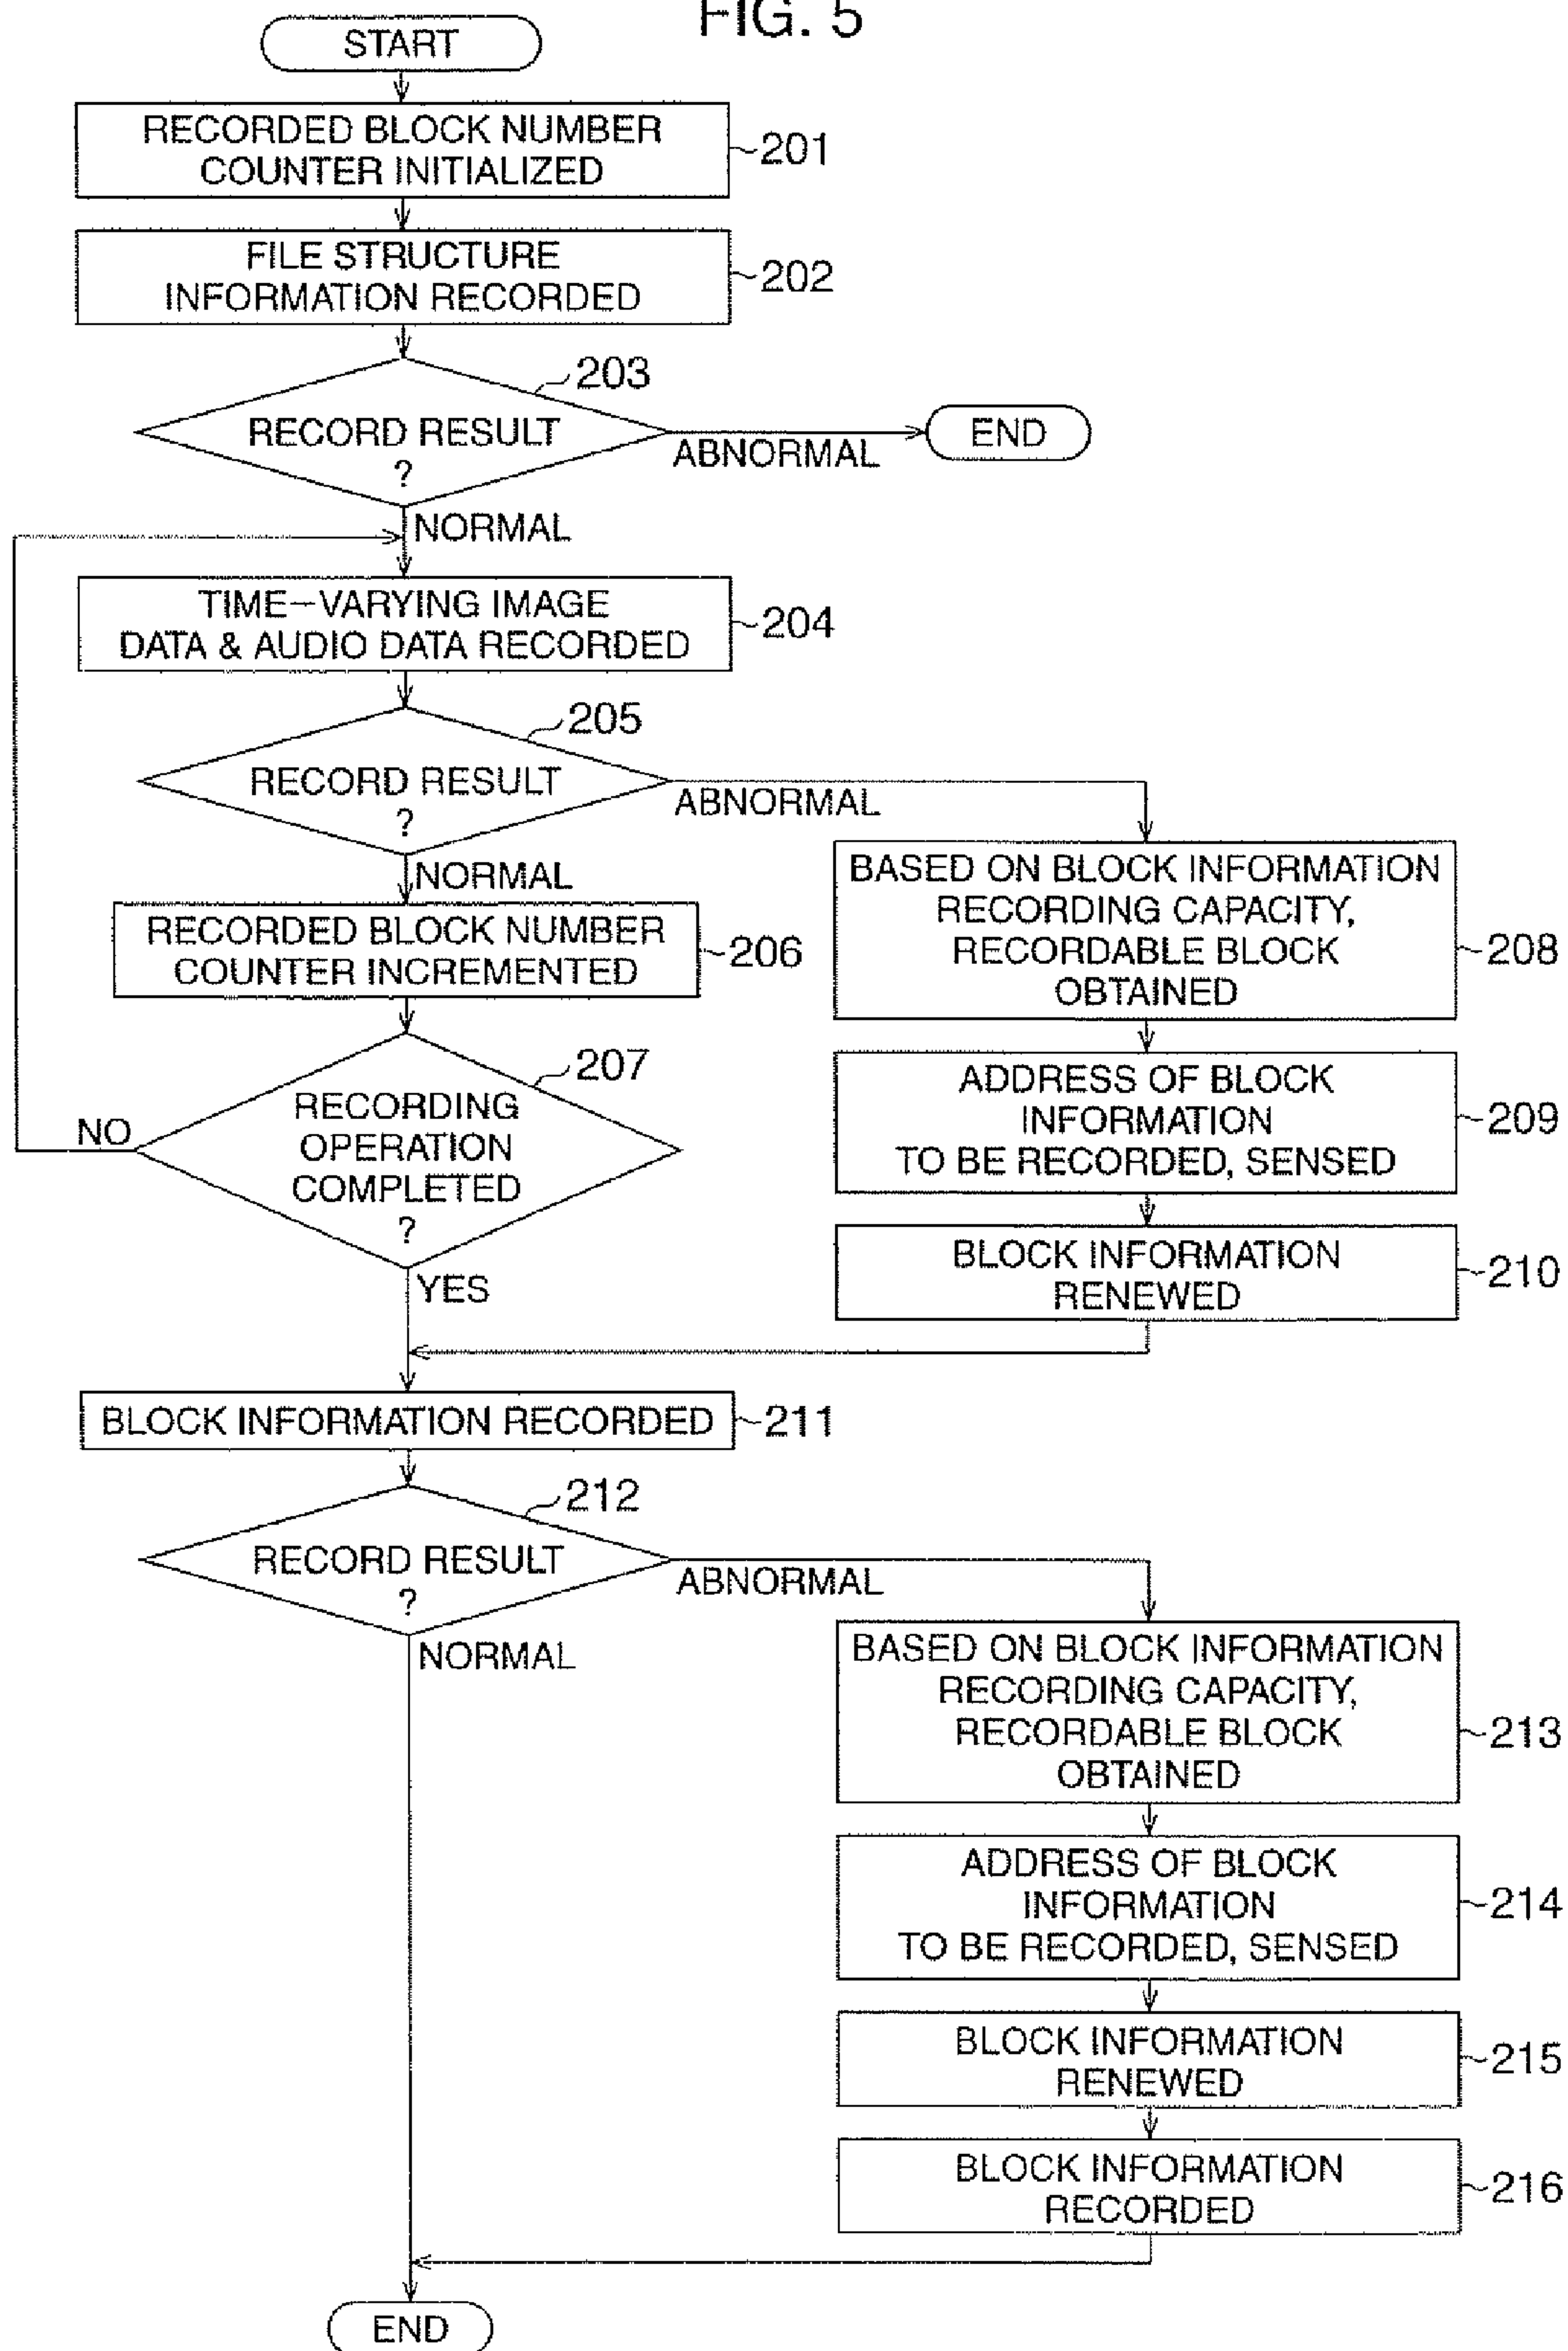 FIG. 5
START
RECORDED BLOCK NUMBER
COUNTER INITIALIZED
201
FILE STRUCTURE
INFORMATION RECORDED
202
203
RECORD RESULT
?
ABNORMAL
END
NORMAL
TIME-VARYING IMAGE
DATA & AUDIO DATA RECORDED
204
205
RECORD RESULT
?
ABNORMAL
NORMAL
RECORDED BLOCK NUMBER
COUNTER INCREMENTED
206
207
RECORDING
OPERATION
COMPLETED
?
NO
YES
BASED ON BLOCK INFORMATION
RECORDING CAPACITY,
RECORDABLE BLOCK
OBTAINED
208
ADDRESS OF BLOCK
INFORMATION
TO BE RECORDED, SENSED
209
BLOCK INFORMATION
RENEWED
210
BLOCK INFORMATION RECORDED
211
212
RECORD RESULT
?
ABNORMAL
NORMAL
BASED ON BLOCK INFORMATION
RECORDING CAPACITY,
RECORDABLE BLOCK
OBTAINED
213
ADDRESS OF BLOCK
INFORMATION
TO BE RECORDED, SENSED
214
BLOCK INFORMATION
RENEWED
215
BLOCK INFORMATION
RECORDED
216
END